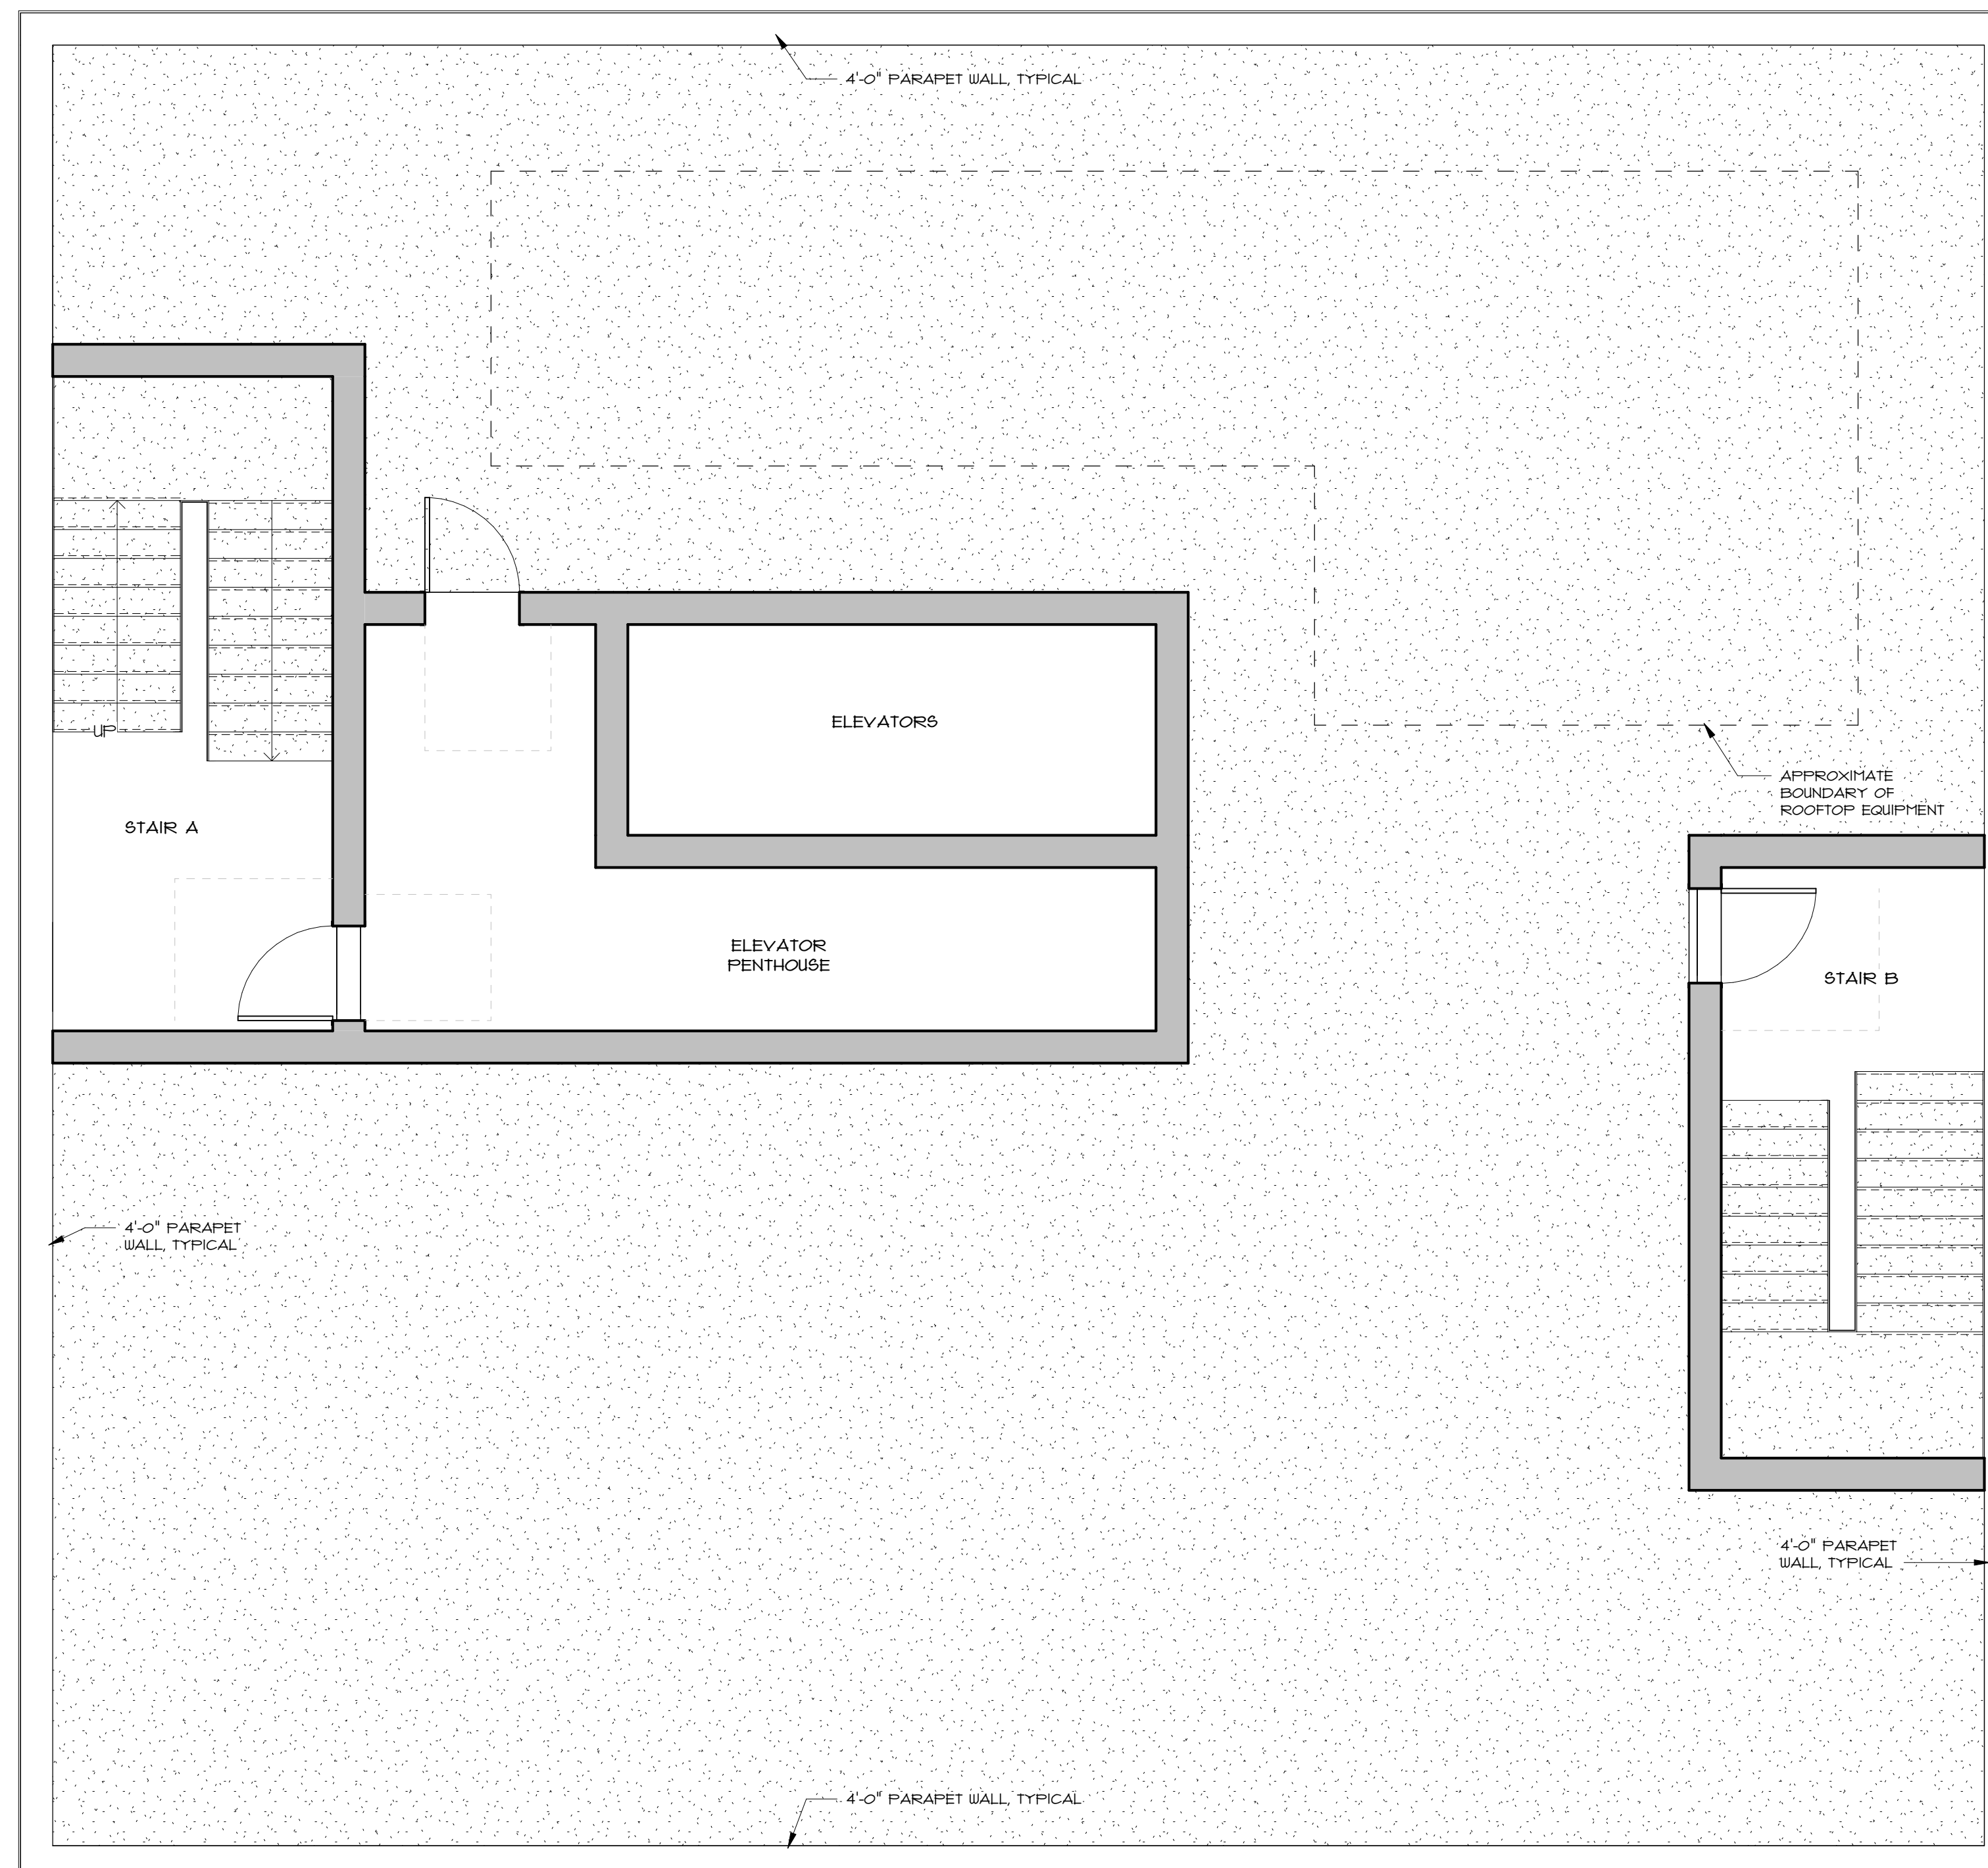 4'-0" PARAPET WALL, TYPICAL
UP
ELEVATORS
APPROXIMATE
BOUNDARY OF
ROOFTOP EQUIPMENT
STAIR A
ELEVATOR
PENTHOUSE
STAIR B
4'-0" PARAPET
WALL, TYPICAL
4'-0" PARAPET
WALL, TYPICAL
4'-0" PARAPET WALL, TYPICAL